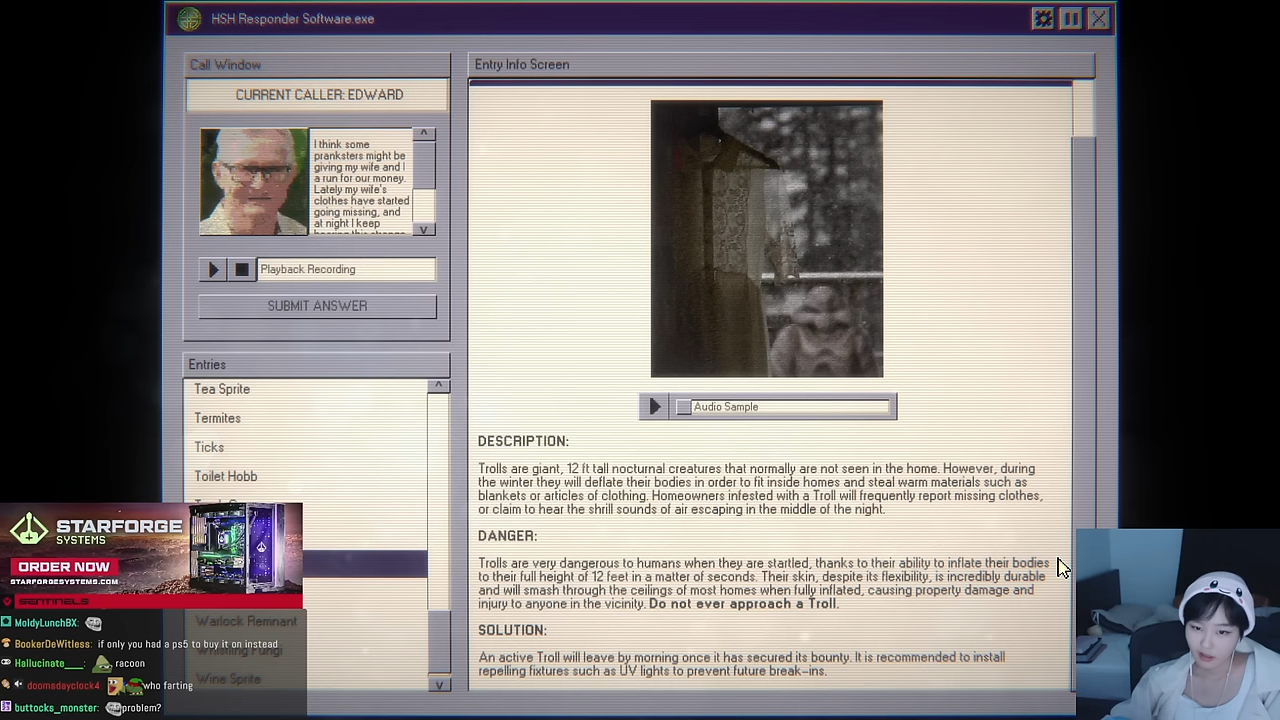 HSH Responder Software.exe
Call Window
CURRENT CALLER: EDWARD
I think some
pranksters might be
giving my wife and I
a run for our money.
Lately my wife's
clothes have started
going missing, and
at night I keep
Playback Recording
SUBMIT ANSWER
Entries
Tea Sprite
Termites
Ticks
Toilet Hobb
Warlock Remnant
Wine Sprite
Entry Info Screen
Audio Sample
DESCRIPTION:
Trolls are giant, 12 ft tall nocturnal creatures that normally are not seen in the home. However, during
the winter they will deflate their bodies in order to fit inside homes and steal warm materials such as
blankets or articles of clothing. Homeowners infested with a Troll will frequently report missing clothes,
or claim to hear the shrill sounds of air escaping in the middle of the night.
DANGER:
Trolls are very dangerous to humans when they are startled, thanks to their ability to inflate their bodies
to their full height of 12 feet in a matter of seconds. Their skin, despite its flexibility, is incredibly durable
and will smash through the ceilings of most homes when fully inflated, causing property damage and
injury to anyone in the vicinity. Do not ever approach a Troll.
SOLUTION:
An active Troll will leave by morning once it has secured its bounty. It is recommended to install
repelling fixtures such as UV lights to prevent future break-ins.
STARFORGE
SYSTEMS
ORDER NOW
STARFORGESYSTEMS.COM
SENTINELS
MoldyLunchBX:
BookerDeWitless: if only you had a ps5 to buy it on instead
Hallucinate___: racoon
doomsdayclock4 who farting
buttocks_monster: problem?